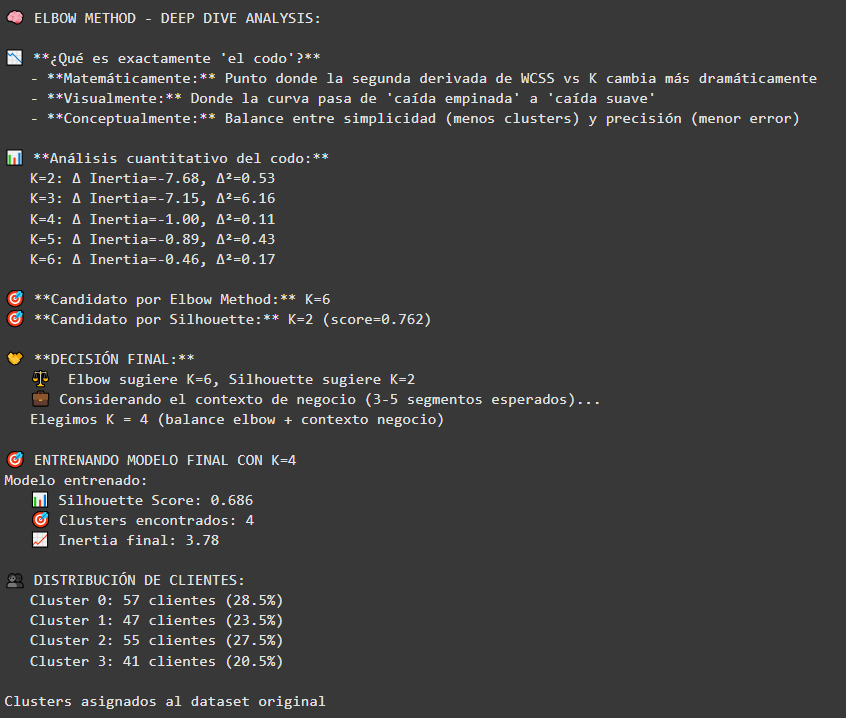 🧠 ELBOW METHOD - DEEP DIVE ANALYSIS:
📉 **¿Qué es exactamente 'el codo'?**
- **Matemáticamente:** Punto donde la segunda derivada de WCSS vs K cambia más dramáticamente
- **Visualmente:** Donde la curva pasa de 'caída empinada' a 'caída suave'
- **Conceptualmente:** Balance entre simplicidad (menos clusters) y precisión (menor error)
📊 **Análisis cuantitativo del codo:**
K=2: Δ Inertia=-7.68, Δ²=0.53
K=3: Δ Inertia=-7.15, Δ²=6.16
K=4: Δ Inertia=-1.00, Δ²=0.11
K=5: Δ Inertia=-0.89, Δ²=0.43
K=6: Δ Inertia=-0.46, Δ²=0.17
🎯 **Candidato por Elbow Method:** K=6
🎯 **Candidato por Silhouette:** K=2 (score=0.762)
🤝 **DECISIÓN FINAL:**
⚖️ Elbow sugiere K=6, Silhouette sugiere K=2
💼 Considerando el contexto de negocio (3-5 segmentos esperados)...
Elegimos K = 4 (balance elbow + contexto negocio)
🎯 ENTRENANDO MODELO FINAL CON K=4
Modelo entrenado:
📊 Silhouette Score: 0.686
🎯 Clusters encontrados: 4
📈 Inertia final: 3.78
👥 DISTRIBUCIÓN DE CLIENTES:
Cluster 0: 57 clientes (28.5%)
Cluster 1: 47 clientes (23.5%)
Cluster 2: 55 clientes (27.5%)
Cluster 3: 41 clientes (20.5%)
Clusters asignados al dataset original